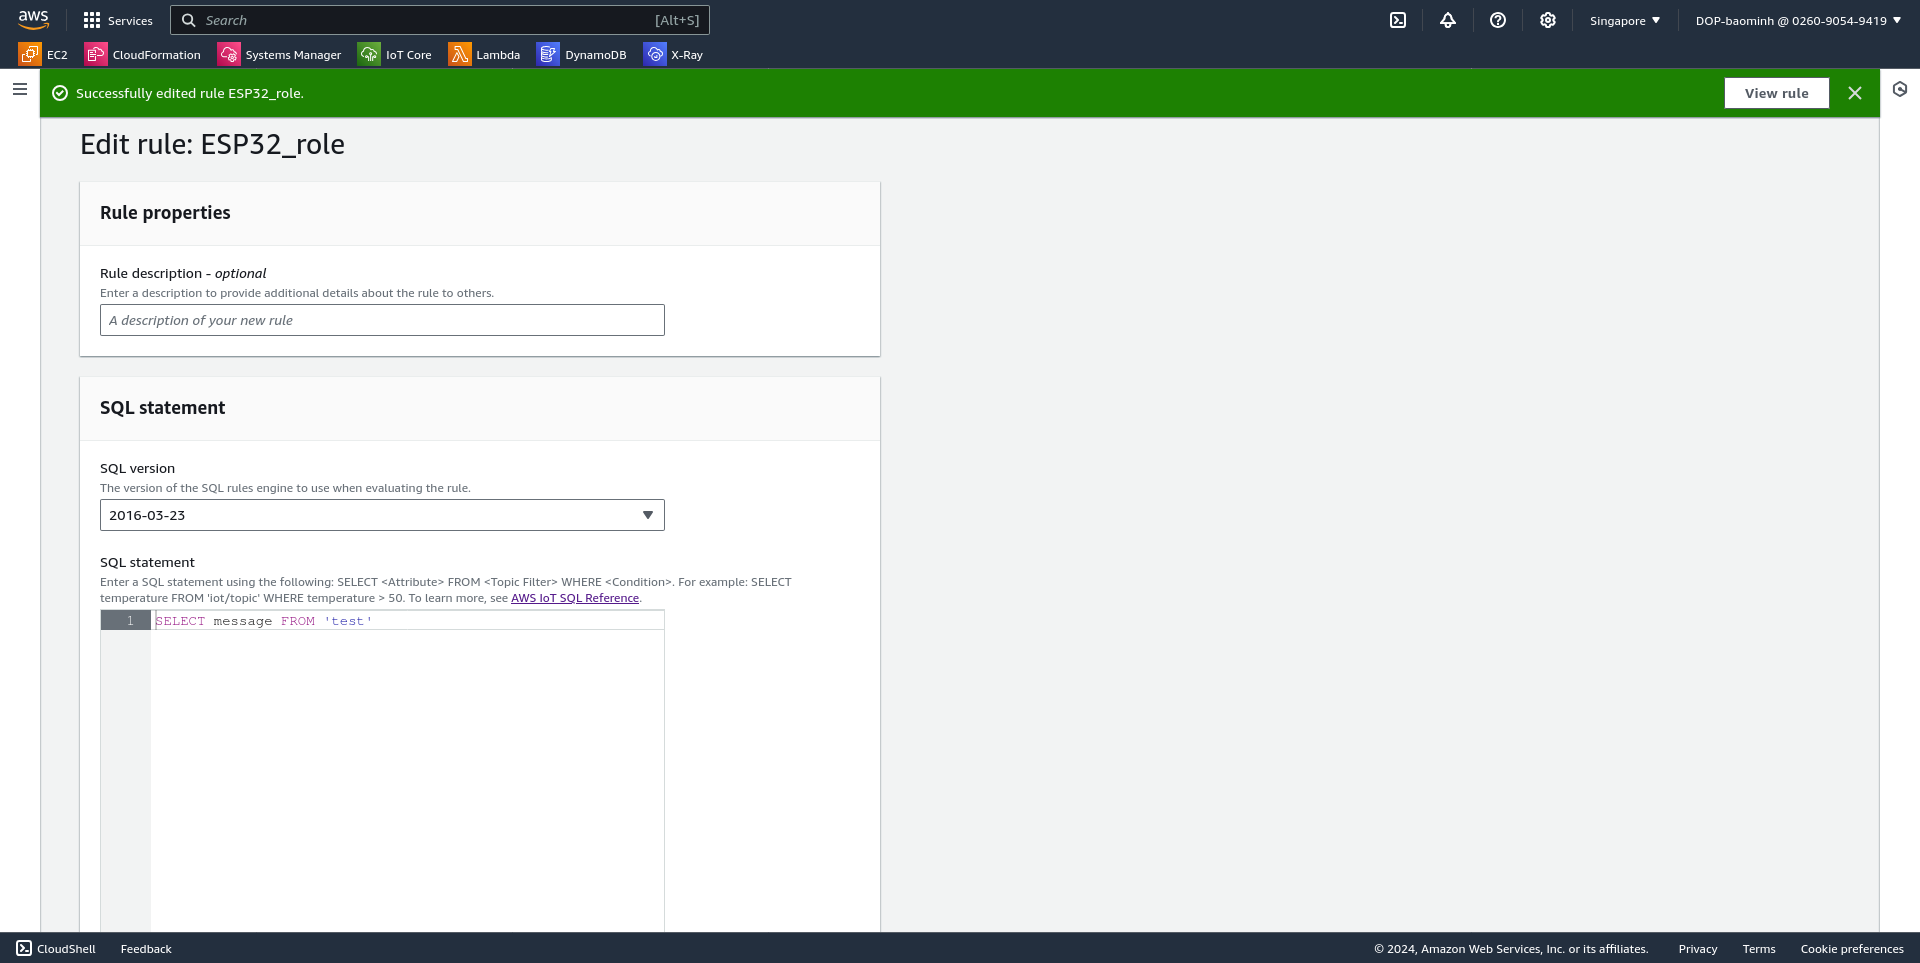 aws
Services
Search
[Alt+S]
Singapore
DOP-baominh @ 0260-9054-9419
EC2
CloudFormation
Systems Manager
IoT Core
Lambda
DynamoDB
X-Ray
Successfully edited rule ESP32_role.
View rule
Edit rule: ESP32_role
Rule properties
Rule description - optional
Enter a description to provide additional details about the rule to others.
A description of your new rule
SQL statement
SQL version
The version of the SQL rules engine to use when evaluating the rule.
2016-03-23
SQL statement
Enter a SQL statement using the following: SELECT <Attribute> FROM <Topic Filter> WHERE <Condition>. For example: SELECT
temperature FROM 'iot/topic' WHERE temperature > 50. To learn more, see AWS IoT SQL Reference.
1 SELECT message FROM 'test'
CloudShell
Feedback
© 2024, Amazon Web Services, Inc. or its affiliates.
Privacy
Terms
Cookie preferences